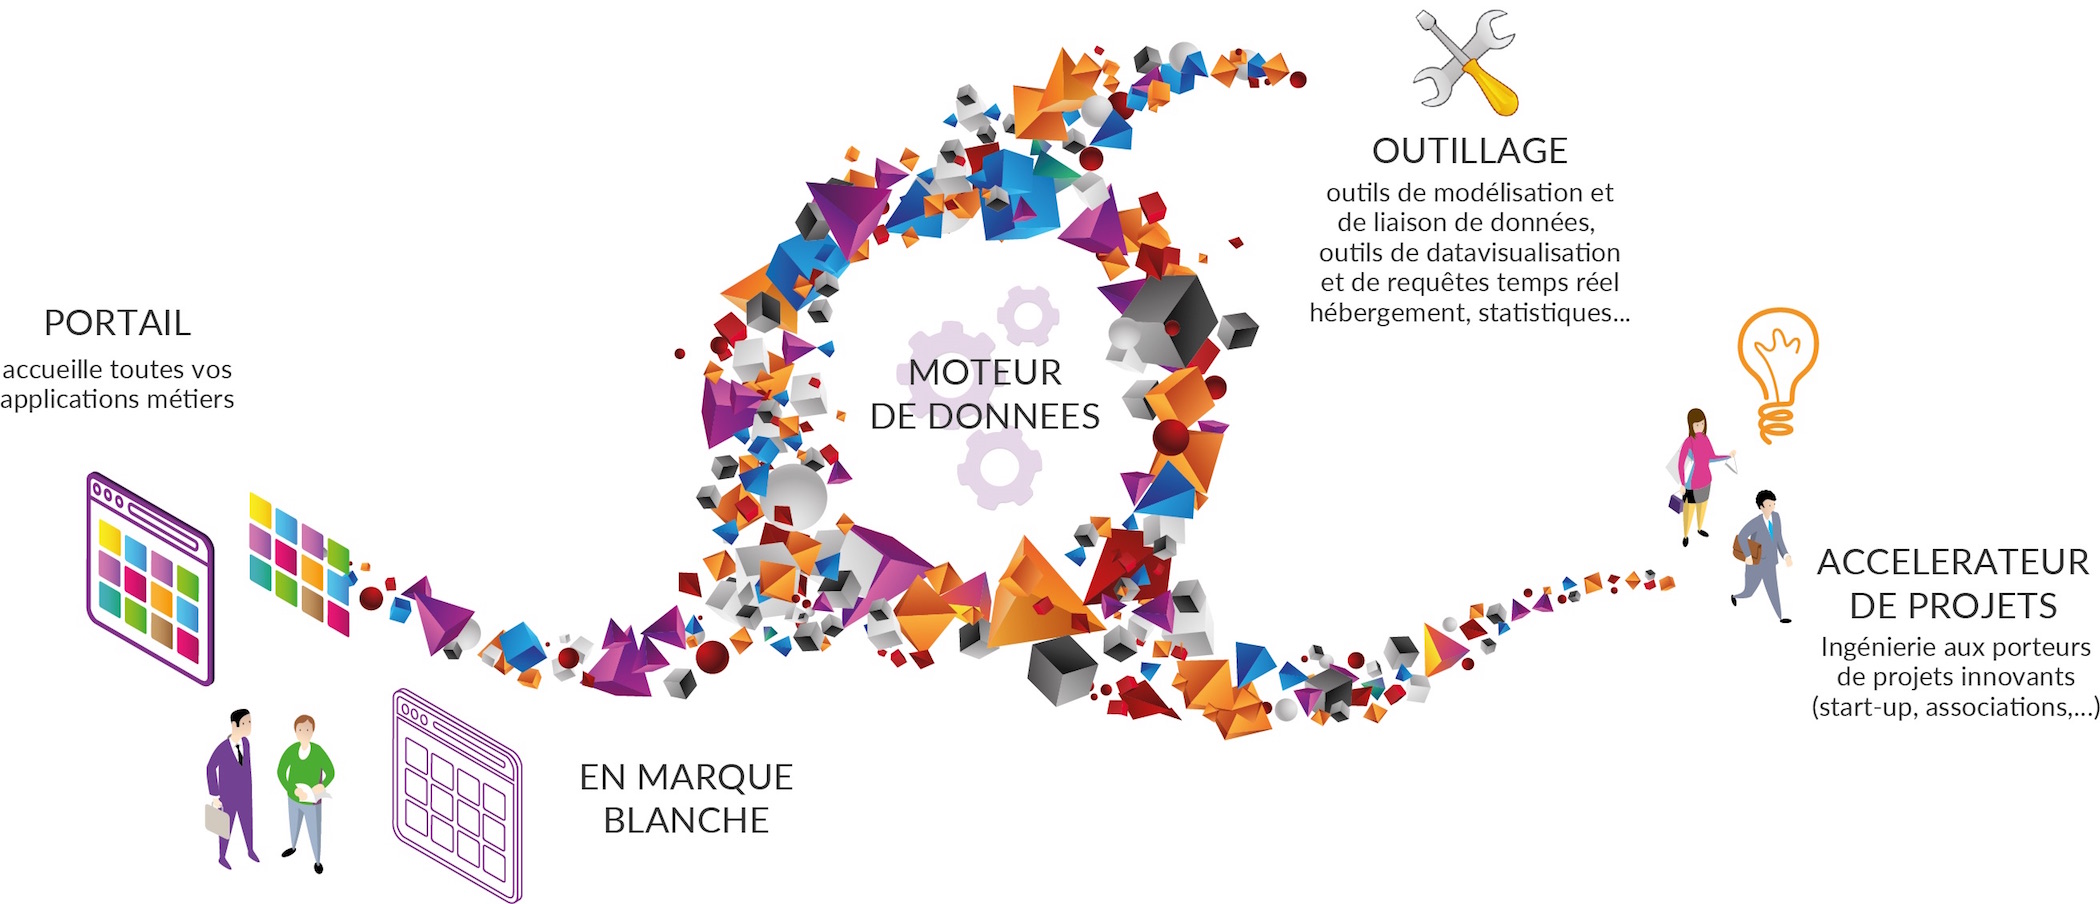 PORTAIL
accueille toutes vos
applications métiers
EN MARQUE
BLANCHE
MOTEUR
DE DONNEES
OUTILLAGE
outils de modélisation et
de liaison de données,
outils de datavisualisation
et de requêtes temps réel
hébergement, statistiques...
ACCELERATEUR
DE PROJETS
Ingénierie aux porteurs
de projets innovants
(start-up, associations,...)